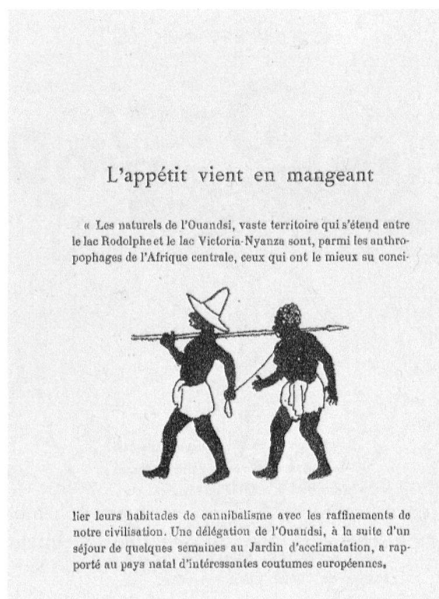 L'appétit vient en mangeant
« Les naturels de l'Ouandsi, vaste territoire qui s'étend entre
le lac Rodolphe et le lac Victoria-Nyanza sont, parmi les anthro-
pophages de l'Afrique centrale, ceux qui ont le mieux su conci-
lier leurs habitudes de cannibalisme avec les raffinements de
notre civilisation. Une délégation de l'Ouandsi, à la suite d'un
séjour de quelques semaines au Jardin d'acclimatation, a rap-
porté au pays natal d'intéressantes coutumes européennes,